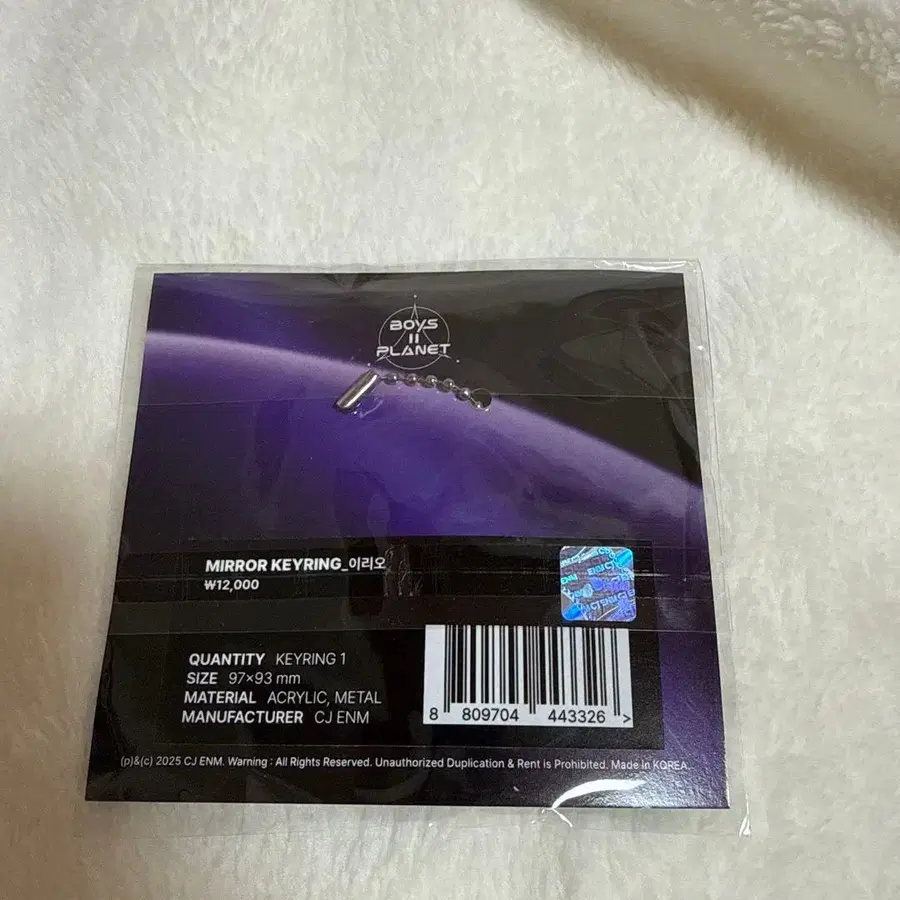 BOYS
II
PLANET
MIRROR KEYRING_이리오
₩12,000
QUANTITY KEYRING 1
SIZE 97×93 mm
MATERIAL ACRYLIC, METAL
MANUFACTURER CJ ENM
8 809704 443326 >
(p)&(c) 2025 CJ ENM. Warning : All Rights Reserved. Unauthorized Duplication & Rent is Prohibited. Made in KOREA.